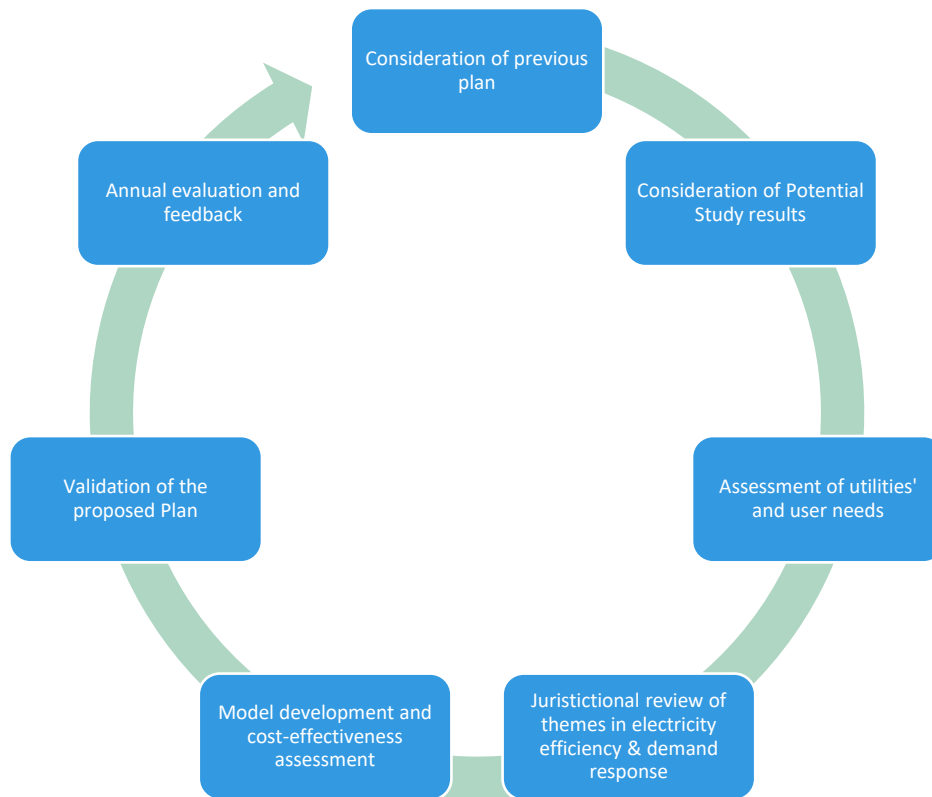 Consideration of previous
plan
Consideration of Potential
Study results
Assessment of utilities'
and user needs
Juristictional review of
themes in electricity
efficiency & demand
response
Model development and
cost-effectiveness
assessment
Validation of the
proposed Plan
Annual evaluation and
feedback